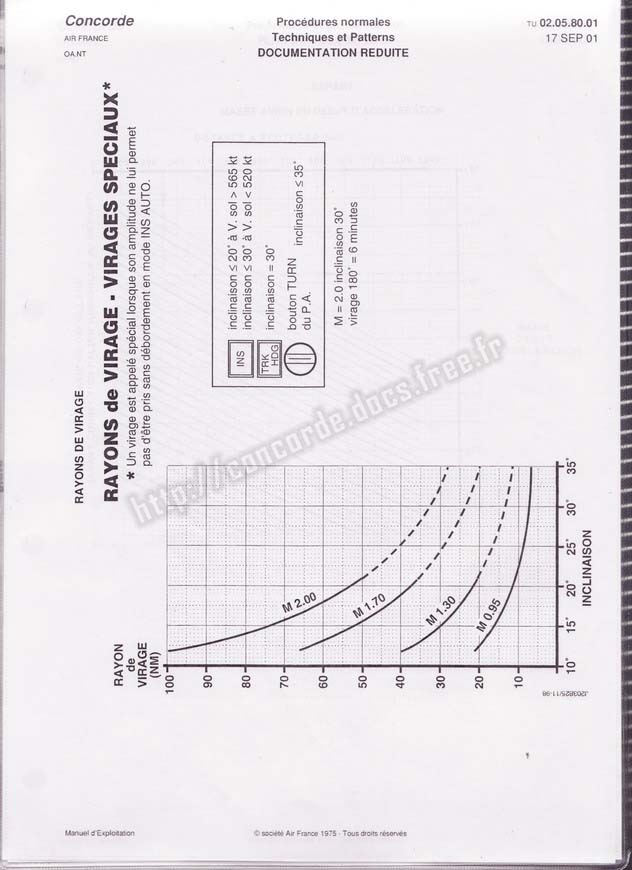 Concorde
AIR FRANCE
OA.NT
Procédures normales
Techniques et Patterns
DOCUMENTATION REDUITE
TU 02.05.80.01
17 SEP 01
RAYONS DE VIRAGE
RAYONS de VIRAGE - VIRAGES SPECIAUX*
* Un virage est appelé spécial lorsque son amplitude ne lui permet
pas d'être pris sans débordement en mode INS AUTO.
INS
inclinaison ≤ 20° à V. sol > 565 kt
inclinaison ≤ 30° à V. sol < 520 kt
TRK
HDG
inclinaison = 30°
bouton TURN
du P.A.
inclinaison ≤ 35°
M = 2.0 inclinaison 30°
virage 180° = 6 minutes
RAYON
de
VIRAGE
(NM)
100
90
80
70
60
50
40
30
20
10
M 2.00
M 1.70
M 1.30
M 0.95
10°
15°
20°
25°
30°
35°
INCLINAISON
J203825/11-98
http://concorde.docs.free.fr
Manuel d'Exploitation
© société Air France 1975 - Tous droits réservés